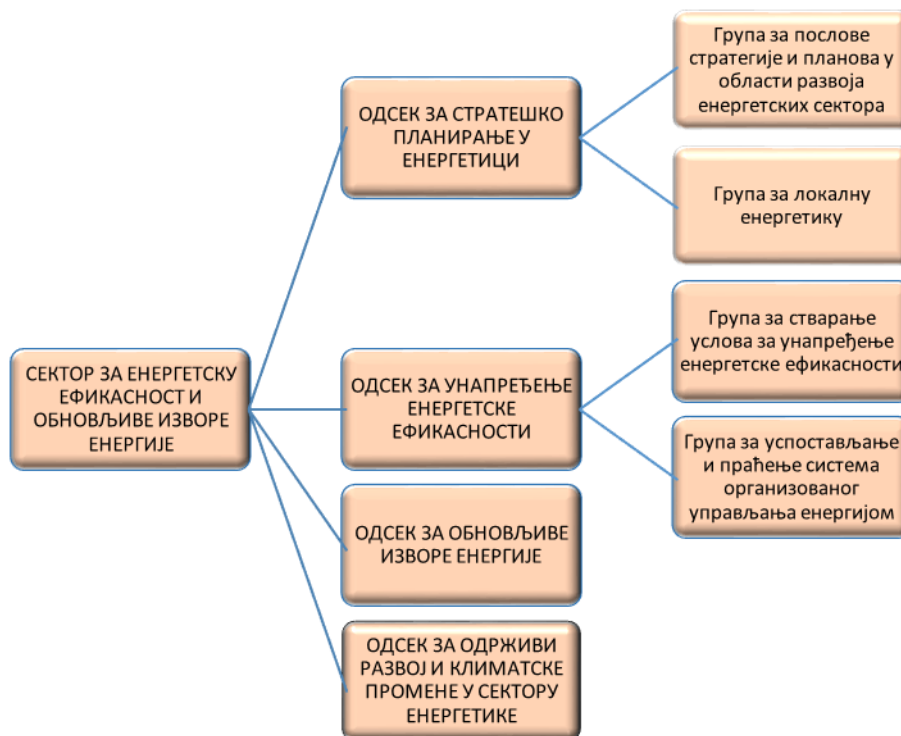 Група за послове
стратегије и планова у
области развоја
енергетских сектора
ОДСЕК ЗА СТРАТЕШКО
ПЛАНИРАЊЕ У
ЕНЕРГЕТИЦИ
Група за локалну
енергетику
Група за стварање
услова за унапређење
енергетске ефикасности
СЕКТОР ЗА ЕНЕРГЕТСКУ
ЕФИКАСНОСТ И
ОБНОВЉИВЕ ИЗВОРЕ
ЕНЕРГИЈЕ
ОДСЕК ЗА УНАПРЕЂЕЊЕ
ЕНЕРГЕТСКЕ
ЕФИКАСНОСТИ
Група за успостављање
и праћење система
организованог
управљања енергијом
ОДСЕК ЗА ОБНОВЉИВЕ
ИЗВОРЕ ЕНЕРГИЈЕ
ОДСЕК ЗА ОДРЖИВИ
РАЗВОЈ И КЛИМАТСКЕ
ПРОМЕНЕ У СЕКТОРУ
ЕНЕРГЕТИКЕ